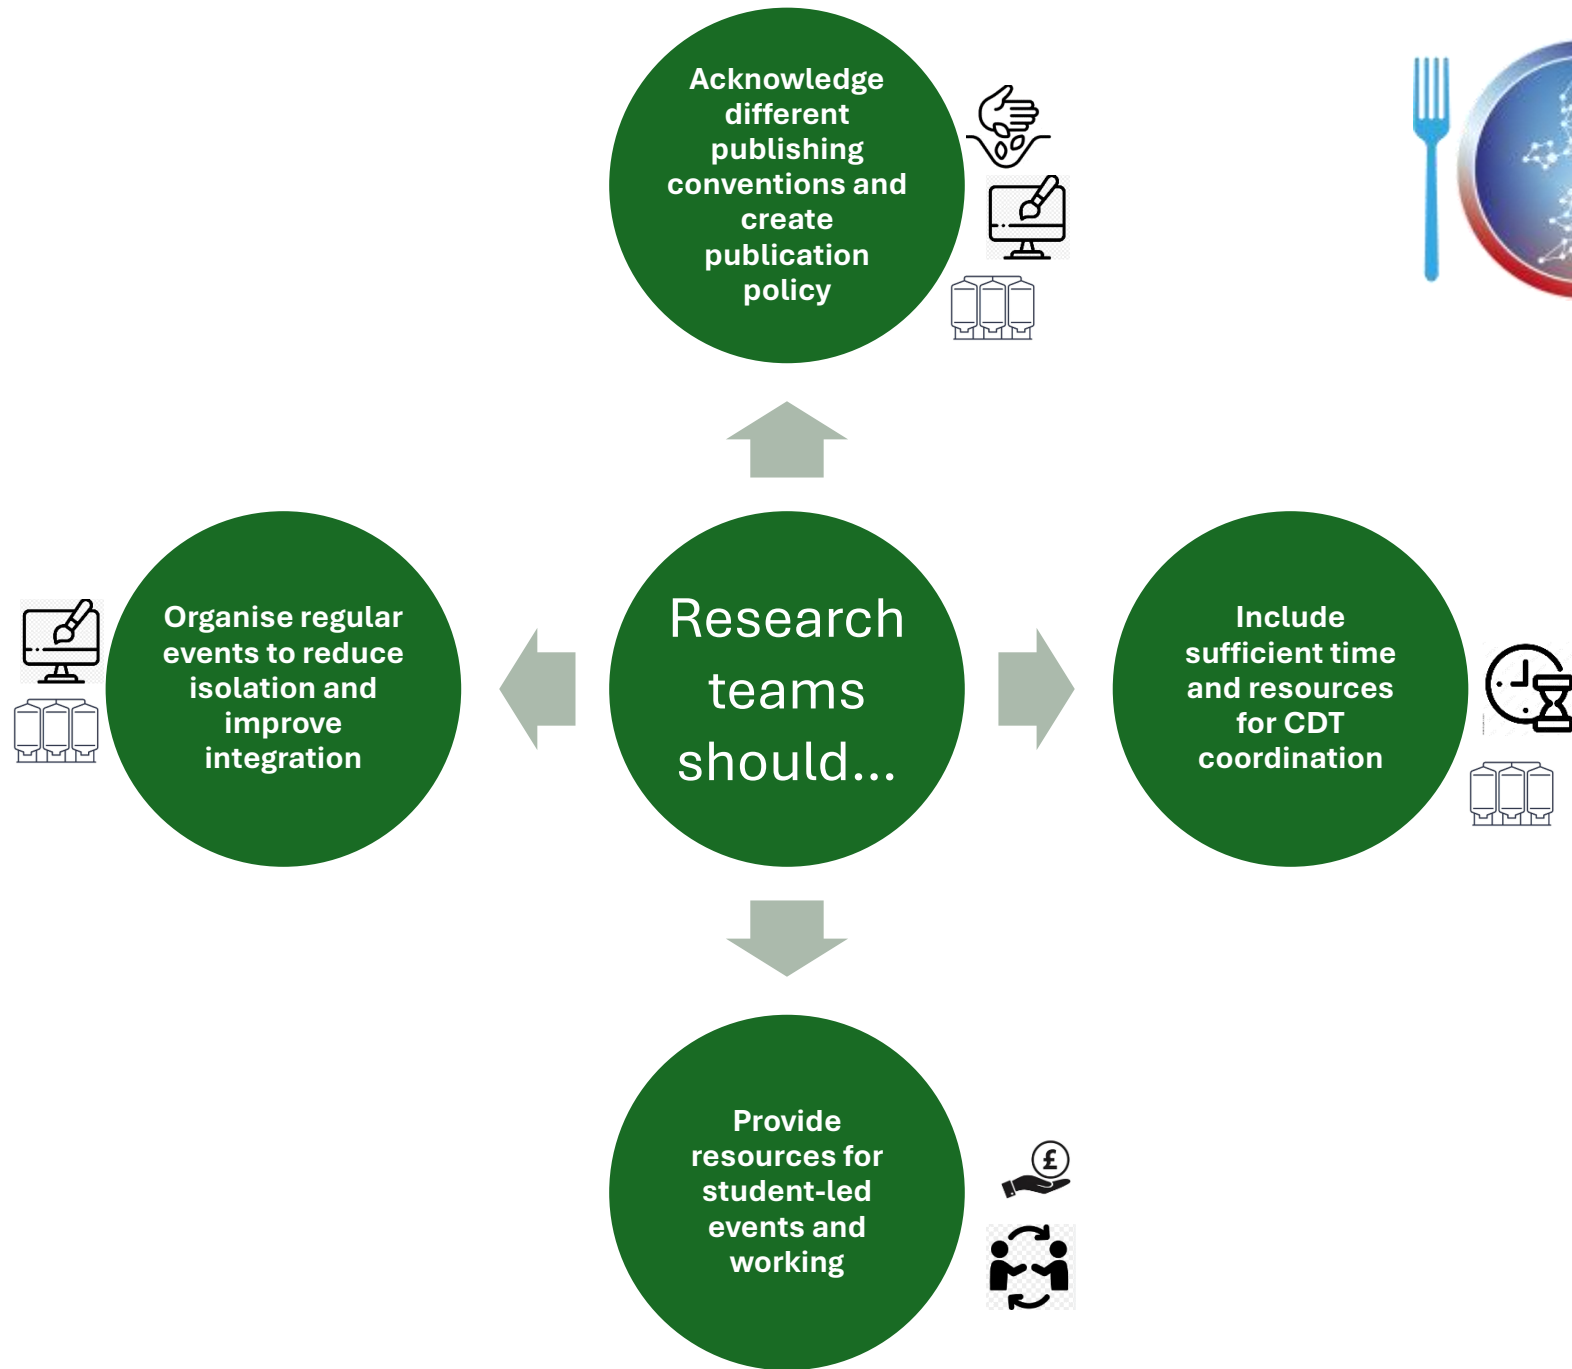 Acknowledge
different
publishing
conventions and
create
publication
policy
Organise regular
events to reduce
isolation and
improve
integration
Research
teams
should...
Include
sufficient time
and resources
for CDT
coordination
Provide
resources for
student-led
events and
working
£